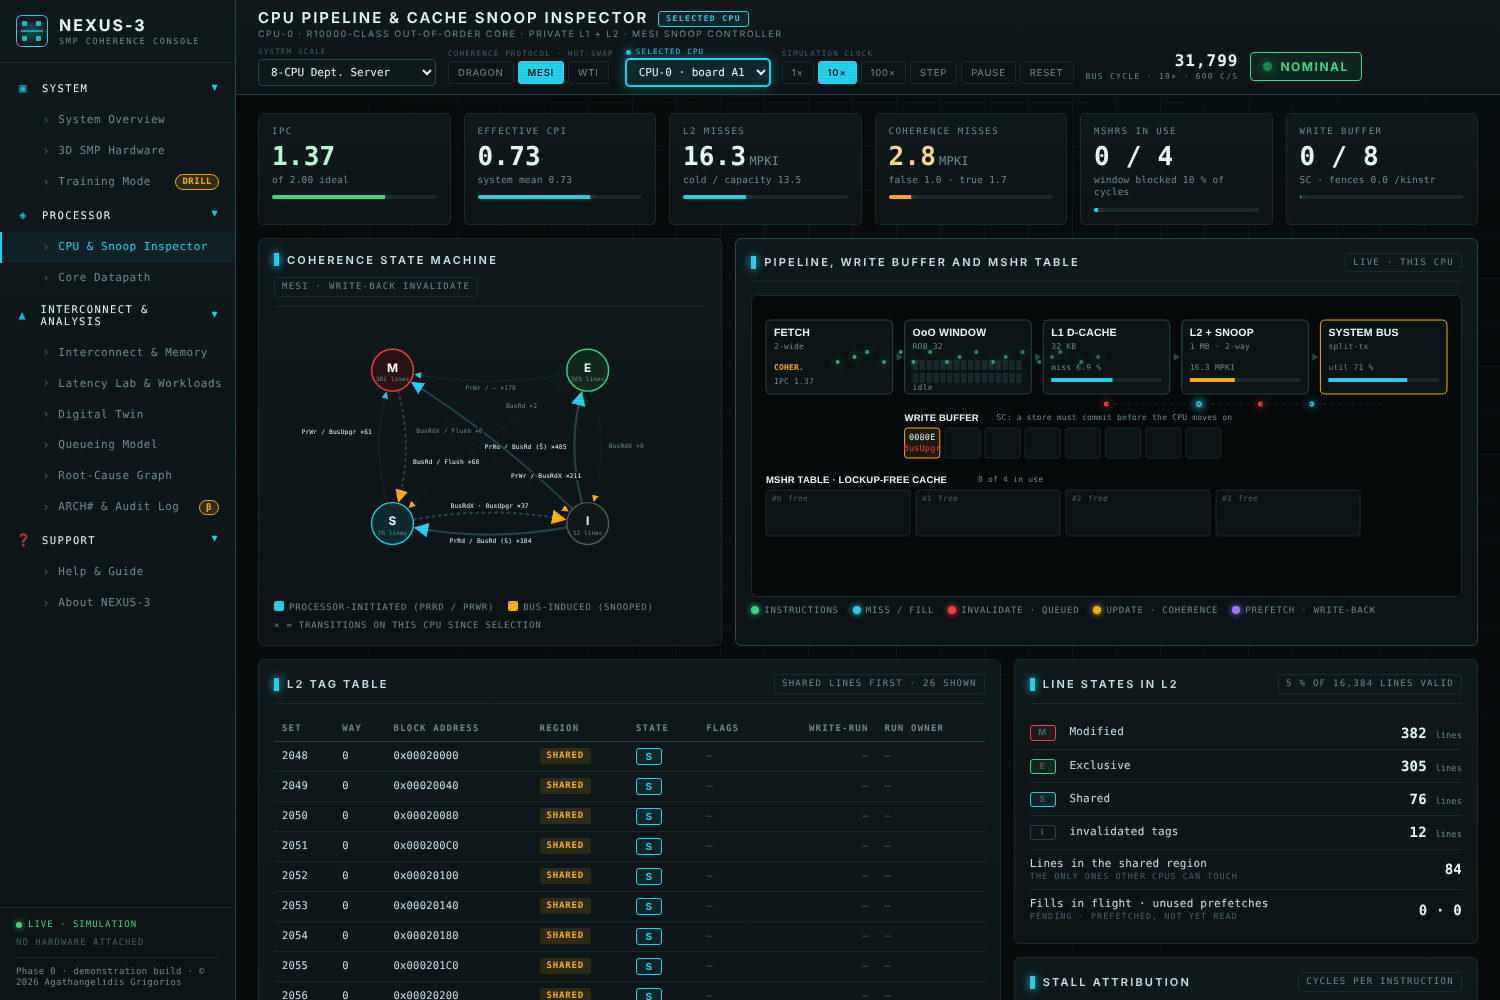 NEXUS-3
SMP COHERENCE CONSOLE
SYSTEM
System Overview
3D SMP Hardware
Training Mode DRILL
PROCESSOR
CPU & Snoop Inspector
Core Datapath
INTERCONNECT & ANALYSIS
Interconnect & Memory
Latency Lab & Workloads
Digital Twin
Queueing Model
Root-Cause Graph
ARCH# & Audit Log β
SUPPORT
Help & Guide
About NEXUS-3
LIVE · SIMULATION
NO HARDWARE ATTACHED
Phase 0 · demonstration build · ©
2026 Agathangelidis Grigorios
CPU PIPELINE & CACHE SNOOP INSPECTOR SELECTED CPU
CPU-0 · R10000-CLASS OUT-OF-ORDER CORE · PRIVATE L1 + L2 · MESI SNOOP CONTROLLER
SYSTEM SCALE
8-CPU Dept. Server
COHERENCE PROTOCOL · HOT-SWAP
DRAGON MESI WTI
SELECTED CPU
CPU-0 · board A1
SIMULATION CLOCK
1× 10× 100× STEP PAUSE RESET
31,799
BUS CYCLE · 10× · 600 C/S
NOMINAL
IPC
1.37
of 2.00 ideal
EFFECTIVE CPI
0.73
system mean 0.73
L2 MISSES
16.3 MPKI
cold / capacity 13.5
COHERENCE MISSES
2.8 MPKI
false 1.0 · true 1.7
MSHRS IN USE
0 / 4
window blocked 10 % of
cycles
WRITE BUFFER
0 / 8
SC · fences 0.0 /kinstr
COHERENCE STATE MACHINE
MESI · WRITE-BACK INVALIDATE
M
382 lines
E
305 lines
S
76 lines
I
12 lines
PrWr / — ×178
BusRd ×2
PrWr / BusUpgr ×61
BusRdX / Flush ×6
PrRd / BusRd (S̄) ×485
BusRdX ×0
BusRd / Flush ×68
PrWr / BusRdX ×211
BusRdX · BusUpgr ×37
PrRd / BusRd (S) ×104
PROCESSOR-INITIATED (PRRD / PRWR) BUS-INDUCED (SNOOPED)
× = TRANSITIONS ON THIS CPU SINCE SELECTION
PIPELINE, WRITE BUFFER AND MSHR TABLE LIVE · THIS CPU
FETCH
2-wide
COHER.
IPC 1.37
OoO WINDOW
ROB 32
idle
L1 D-CACHE
32 KB
miss 6.9 %
L2 + SNOOP
1 MB · 2-way
16.3 MPKI
SYSTEM BUS
split-tx
util 71 %
WRITE BUFFER SC: a store must commit before the CPU moves on
0080E
BusUpgr
MSHR TABLE · LOCKUP-FREE CACHE 0 of 4 in use
#0 free #1 free #2 free #3 free
INSTRUCTIONS MISS / FILL INVALIDATE · QUEUED UPDATE · COHERENCE PREFETCH · WRITE-BACK
L2 TAG TABLE SHARED LINES FIRST · 26 SHOWN
SET WAY BLOCK ADDRESS REGION STATE FLAGS WRITE-RUN RUN OWNER
2048 0 0x00020000 SHARED S — — —
2049 0 0x00020040 SHARED S — — —
2050 0 0x00020080 SHARED S — — —
2051 0 0x000200C0 SHARED S — — —
2052 0 0x00020100 SHARED S — — —
2053 0 0x00020140 SHARED S — — —
2054 0 0x00020180 SHARED S — — —
2055 0 0x000201C0 SHARED S — — —
2056 0 0x00020200 SHARED S — — —
LINE STATES IN L2 5 % OF 16,384 LINES VALID
M Modified 382 lines
E Exclusive 305 lines
S Shared 76 lines
I invalidated tags 12 lines
Lines in the shared region 84
THE ONLY ONES OTHER CPUS CAN TOUCH
Fills in flight · unused prefetches 0 · 0
PENDING · PREFETCHED, NOT YET READ
STALL ATTRIBUTION CYCLES PER INSTRUCTION